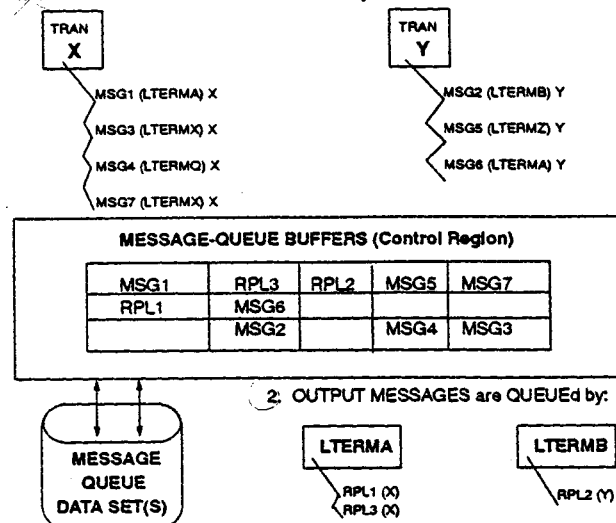 TRAN
X
TRAN
Y
MSG1 (LTERMA) X
MSG3 (LTERMX) X
MSG4 (LTERMQ) X
MSG7 (LTERMX) X
MSG2 (LTERMB) Y
MSG5 (LTERMZ) Y
MSG6 (LTERMA) Y
MESSAGE-QUEUE BUFFERS (Control Region)
MSG1 RPL3 RPL2 MSG5 MSG7
RPL1 MSG6
MSG2 MSG4 MSG3
2. OUTPUT MESSAGES are QUEUEd by:
MESSAGE
QUEUE
DATA SET(S)
LTERMA
RPL1 (X)
RPL3 (X)
LTERMB
RPL2 (Y)